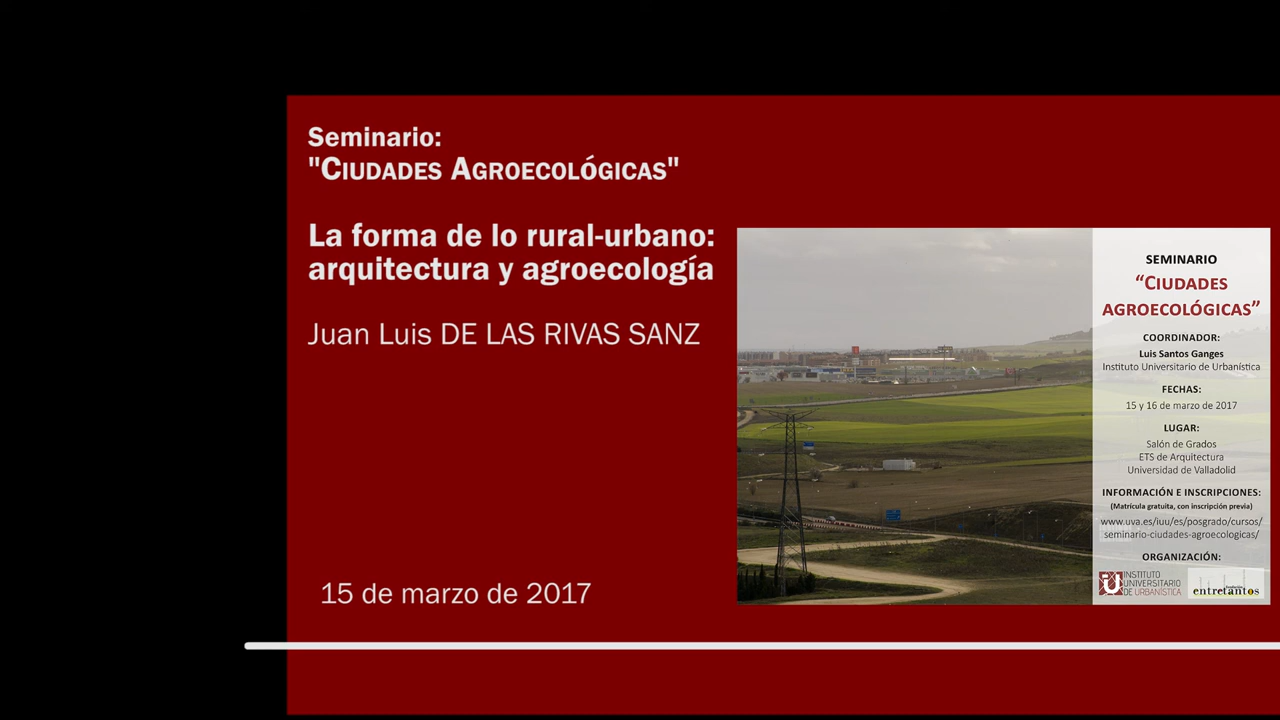 Seminario:
"CIUDADES AGROECOLÓGICAS"
La forma de lo rural-urbano:
arquitectura y agroecología
Juan Luis DE LAS RIVAS SANZ
15 de marzo de 2017
SEMINARIO
“CIUDADES
AGROECOLÓGICAS”
COORDINADOR:
Luis Santos Ganges
Instituto Universitario de Urbanística
FECHAS:
15 y 16 de marzo de 2017
LUGAR:
Salón de Grados
ETS de Arquitectura
Universidad de Valladolid
INFORMACIÓN E INSCRIPCIONES:
(Matrícula gratuita, con inscripción previa)
www.uva.es/iuu/es/posgrado/cursos/
seminario-ciudades-agroecologicas/
ORGANIZACIÓN:
INSTITUTO
UNIVERSITARIO
DE URBANÍSTICA
fundación
entretantos